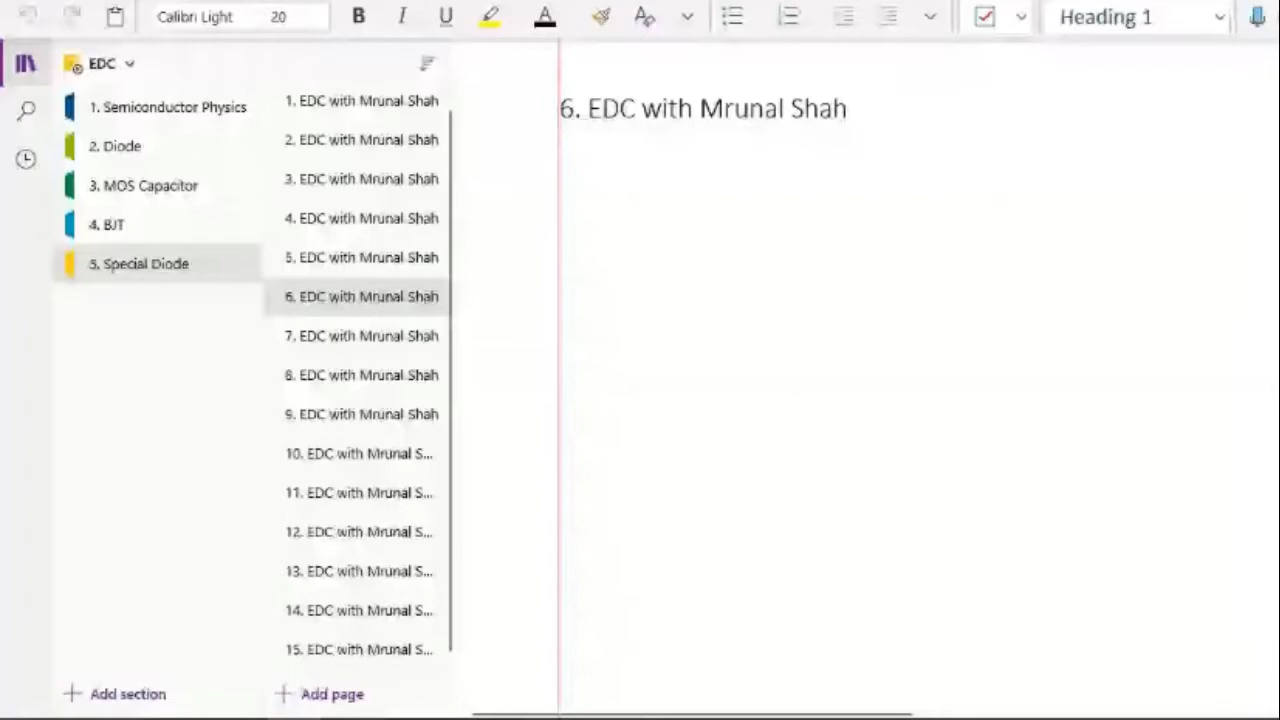 Calibri Light 20 B I U A A Heading 1
EDC
1. Semiconductor Physics
2. Diode
3. MOS Capacitor
4. BJT
5. Special Diode
Add section
1. EDC with Mrunal Shah
2. EDC with Mrunal Shah
3. EDC with Mrunal Shah
4. EDC with Mrunal Shah
5. EDC with Mrunal Shah
6. EDC with Mrunal Shah
7. EDC with Mrunal Shah
8. EDC with Mrunal Shah
9. EDC with Mrunal Shah
10. EDC with Mrunal S...
11. EDC with Mrunal S...
12. EDC with Mrunal S...
13. EDC with Mrunal S...
14. EDC with Mrunal S...
15. EDC with Mrunal S...
Add page
6. EDC with Mrunal Shah